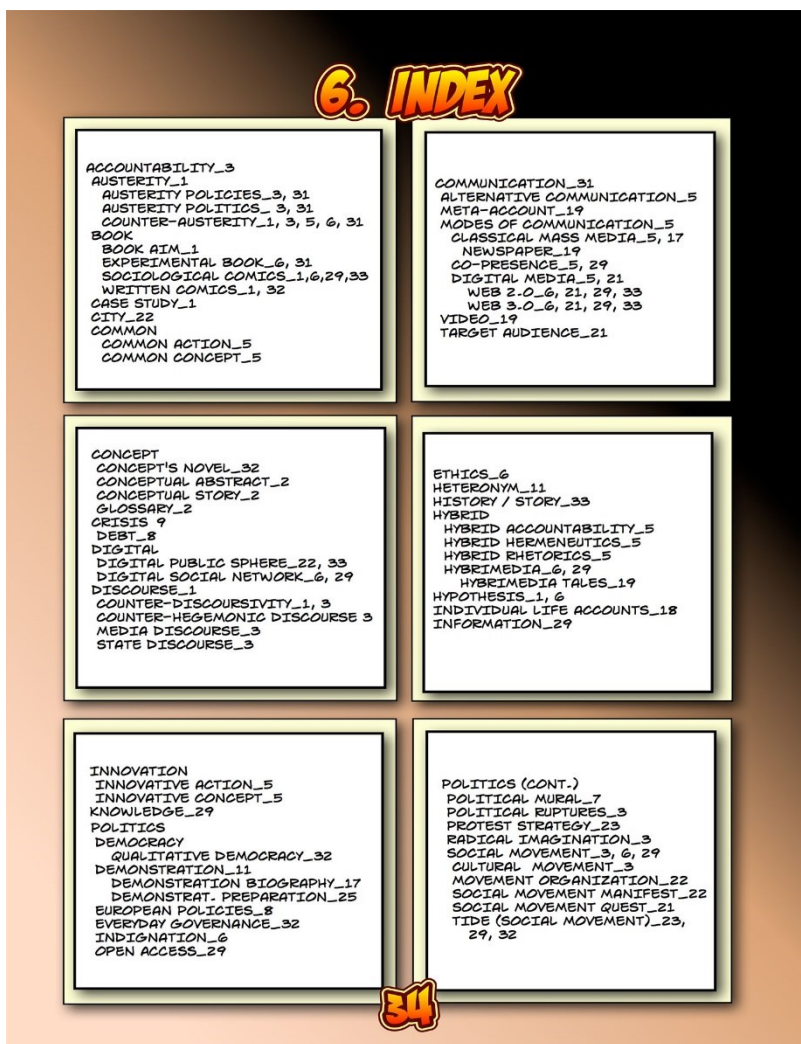 6. INDEX
ACCOUNTABILITY_3
AUSTERITY_1
AUSTERITY POLICIES_3, 31
AUSTERITY POLITICS_ 3, 31
COUNTER-AUSTERITY_1, 3, 5, 6, 31
BOOK
BOOK AIM_1
EXPERIMENTAL BOOK_6, 31
SOCIOLOGICAL COMICS_1,6,29,33
WRITTEN COMICS_1, 32
CASE STUDY_1
CITY_22
COMMON
COMMON ACTION_5
COMMON CONCEPT_5
COMMUNICATION_31
ALTERNATIVE COMMUNICATION_5
META-ACCOUNT_19
MODES OF COMMUNICATION_5
CLASSICAL MASS MEDIA_5, 17
NEWSPAPER_19
CO-PRESENCE_5, 29
DIGITAL MEDIA_5, 21
WEB 2.0_6, 21, 29, 33
WEB 3.0_6, 21, 29, 33
VIDEO_19
TARGET AUDIENCE_21
CONCEPT
CONCEPT'S NOVEL_32
CONCEPTUAL ABSTRACT_2
CONCEPTUAL STORY_2
GLOSSARY_2
CRISIS 9
DEBT_8
DIGITAL
DIGITAL PUBLIC SPHERE_22, 33
DIGITAL SOCIAL NETWORK_6, 29
DISCOURSE_1
COUNTER-DISCOURSIVITY_1, 3
COUNTER-HEGEMONIC DISCOURSE 3
MEDIA DISCOURSE_3
STATE DISCOURSE_3
ETHICS_6
HETERONYM_11
HISTORY / STORY_33
HYBRID
HYBRID ACCOUNTABILITY_5
HYBRID HERMENEUTICS_5
HYBRID RHETORICS_5
HYBRIMEDIA_6, 29
HYBRIMEDIA TALES_19
HYPOTHESIS_1, 6
INDIVIDUAL LIFE ACCOUNTS_18
INFORMATION_29
INNOVATION
INNOVATIVE ACTION_5
INNOVATIVE CONCEPT_5
KNOWLEDGE_29
POLITICS
DEMOCRACY
QUALITATIVE DEMOCRACY_32
DEMONSTRATION_11
DEMONSTRATION BIOGRAPHY_17
DEMONSTRAT. PREPARATION_25
EUROPEAN POLICIES_8
EVERYDAY GOVERNANCE_32
INDIGNATION_6
OPEN ACCESS_29
POLITICS (CONT.)
POLITICAL MURAL_7
POLITICAL RUPTURES_3
PROTEST STRATEGY_23
RADICAL IMAGINATION_3
SOCIAL MOVEMENT_3, 6, 29
CULTURAL MOVEMENT_3
MOVEMENT ORGANIZATION_22
SOCIAL MOVEMENT MANIFEST_22
SOCIAL MOVEMENT QUEST_21
TIDE (SOCIAL MOVEMENT)_23,
29, 32
34